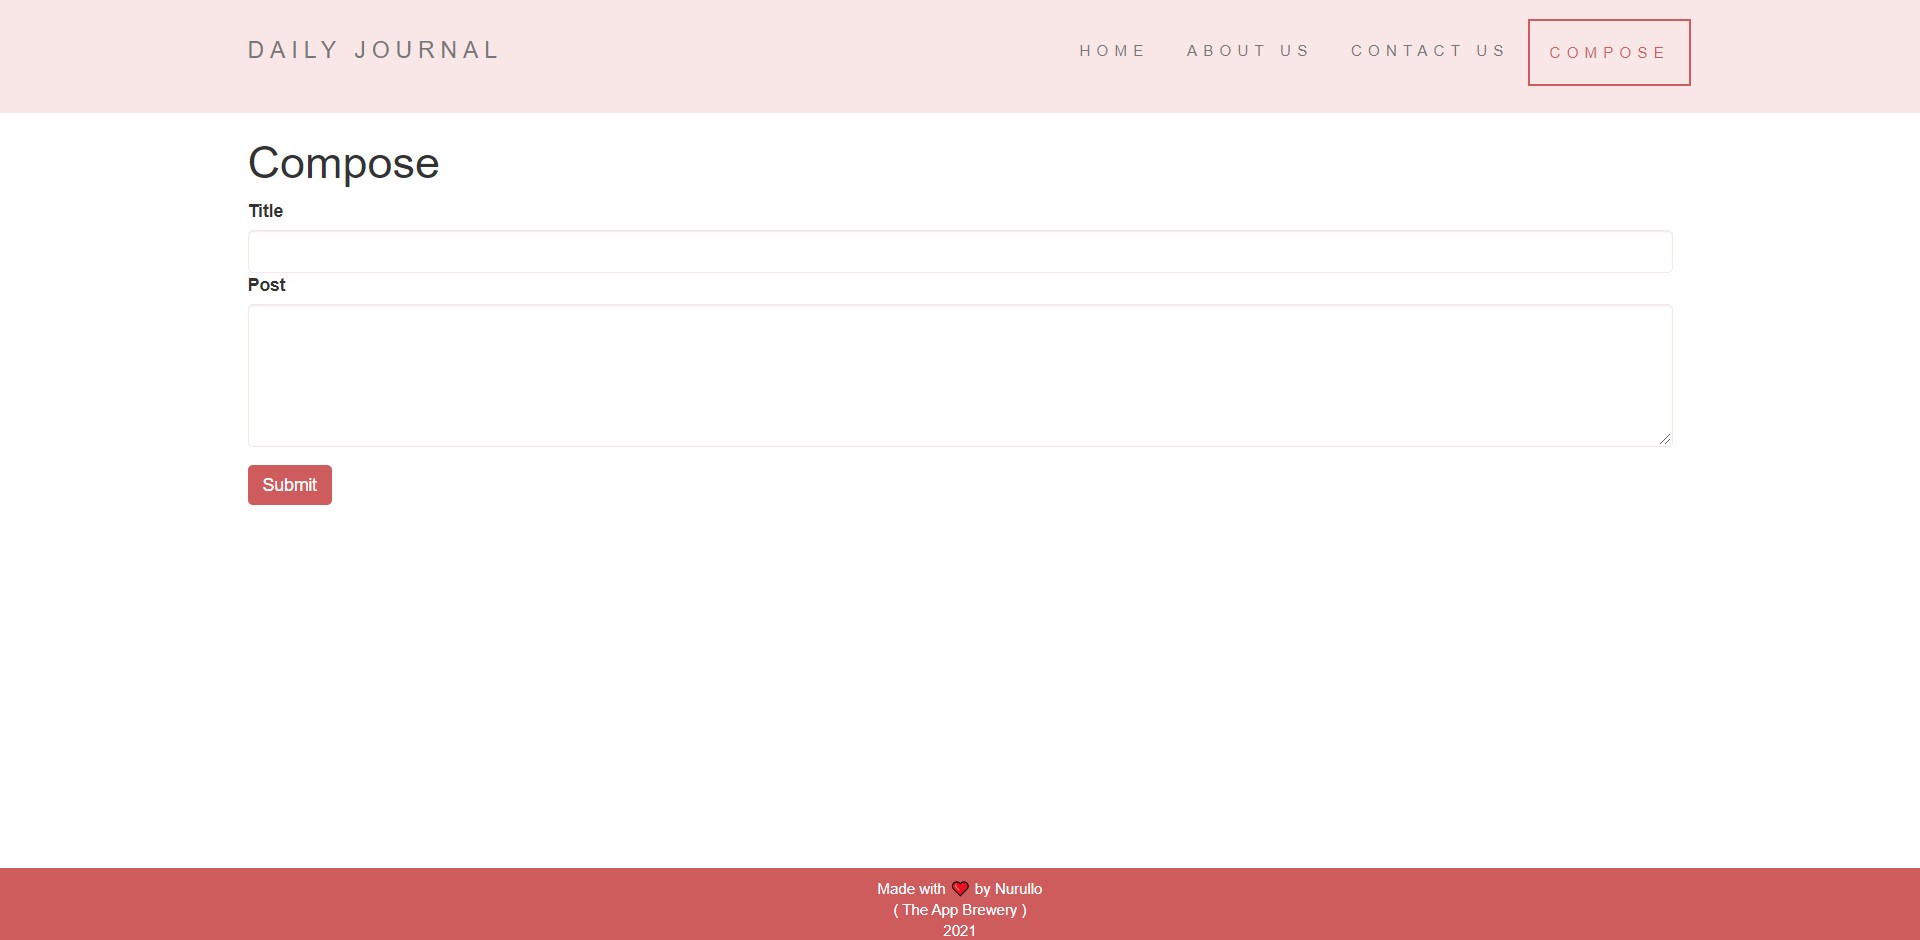 DAILY JOURNAL
HOME ABOUT US CONTACT US COMPOSE
Compose
Title
Post
Submit
Made with ❤ by Nurullo
( The App Brewery )
2021